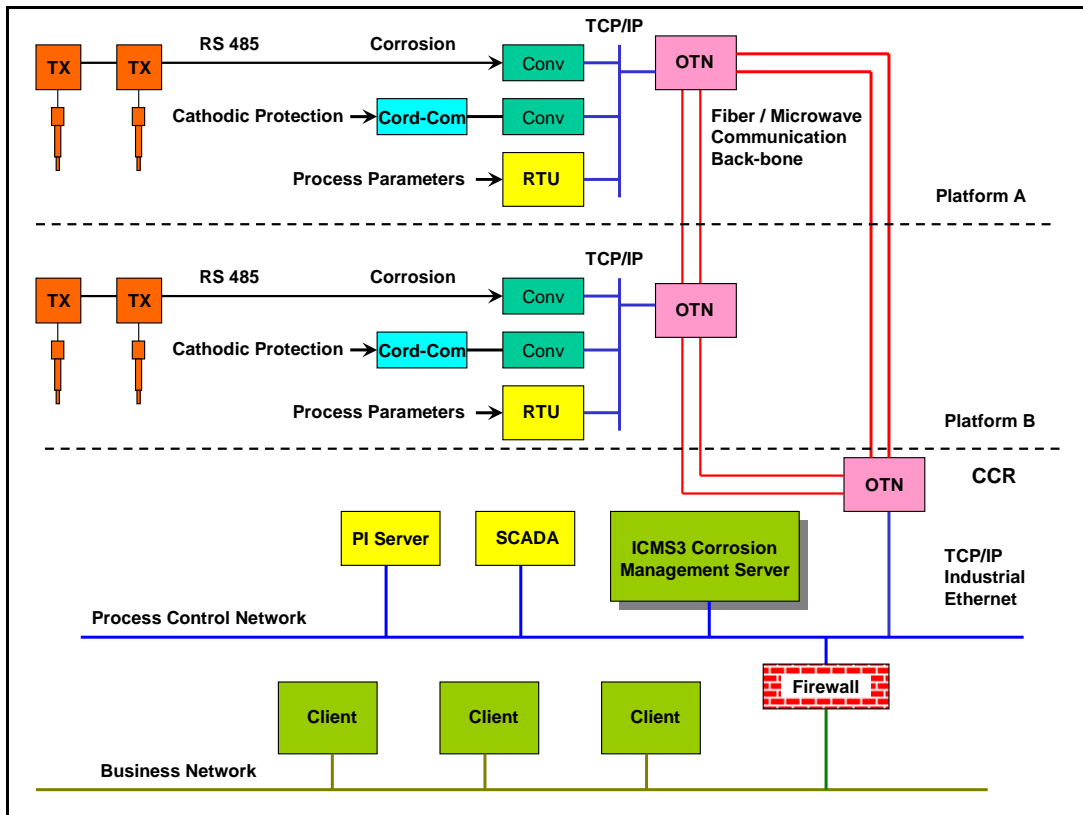 TCP/IP
RS 485
Corrosion
TX
TX
Conv
OTN
Cathodic Protection
Cord-Com
Conv
Fiber / Microwave
Communication
Back-bone
Process Parameters
RTU
Platform A
TCP/IP
RS 485
Corrosion
TX
TX
Conv
OTN
Cathodic Protection
Cord-Com
Conv
Process Parameters
RTU
Platform B
CCR
OTN
PI Server
SCADA
ICMS3 Corrosion
Management Server
TCP/IP
Industrial
Ethernet
Process Control Network
Firewall
Client
Client
Client
Business Network